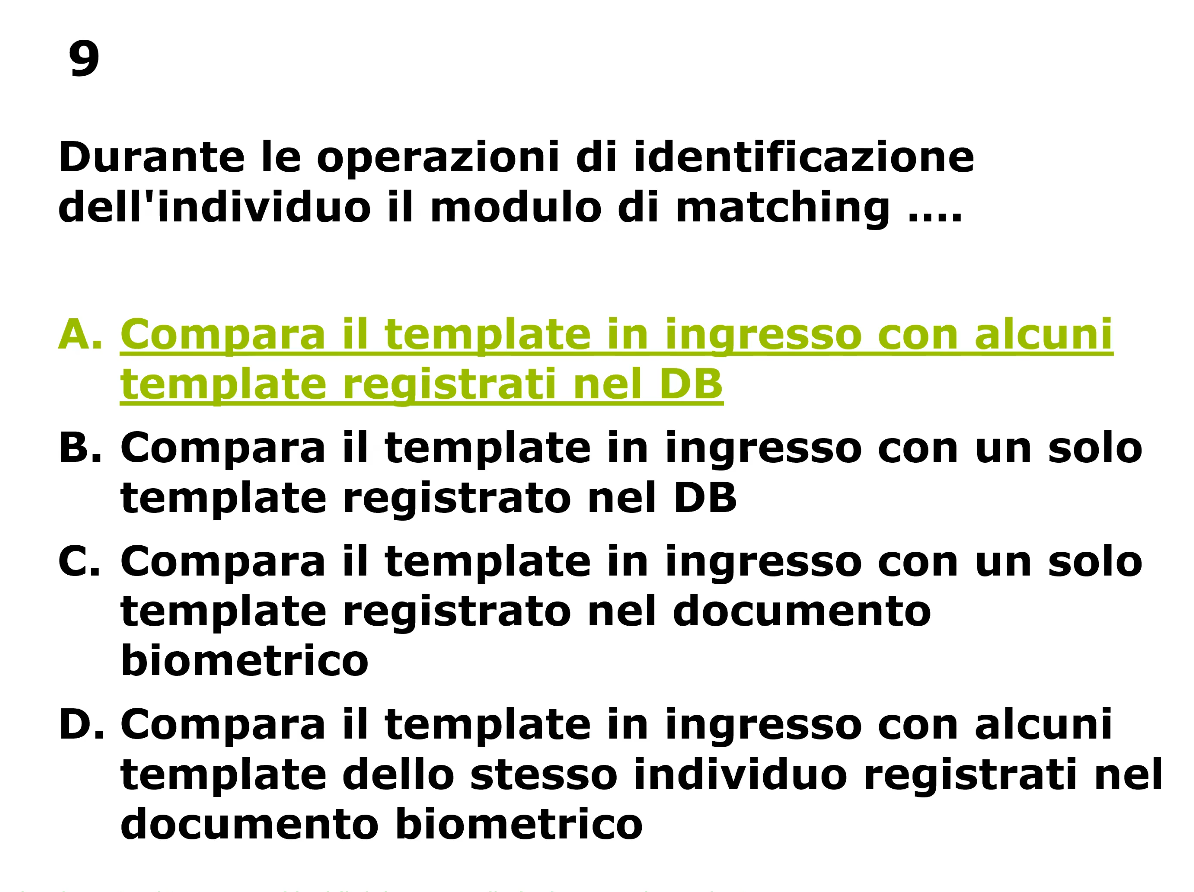 9
Durante le operazioni di identificazione
dell'individuo il modulo di matching ....
A. Compara il template in ingresso con alcuni
template registrati nel DB
B. Compara il template in ingresso con un solo
template registrato nel DB
C. Compara il template in ingresso con un solo
template registrato nel documento
biometrico
D. Compara il template in ingresso con alcuni
template dello stesso individuo registrati nel
documento biometrico